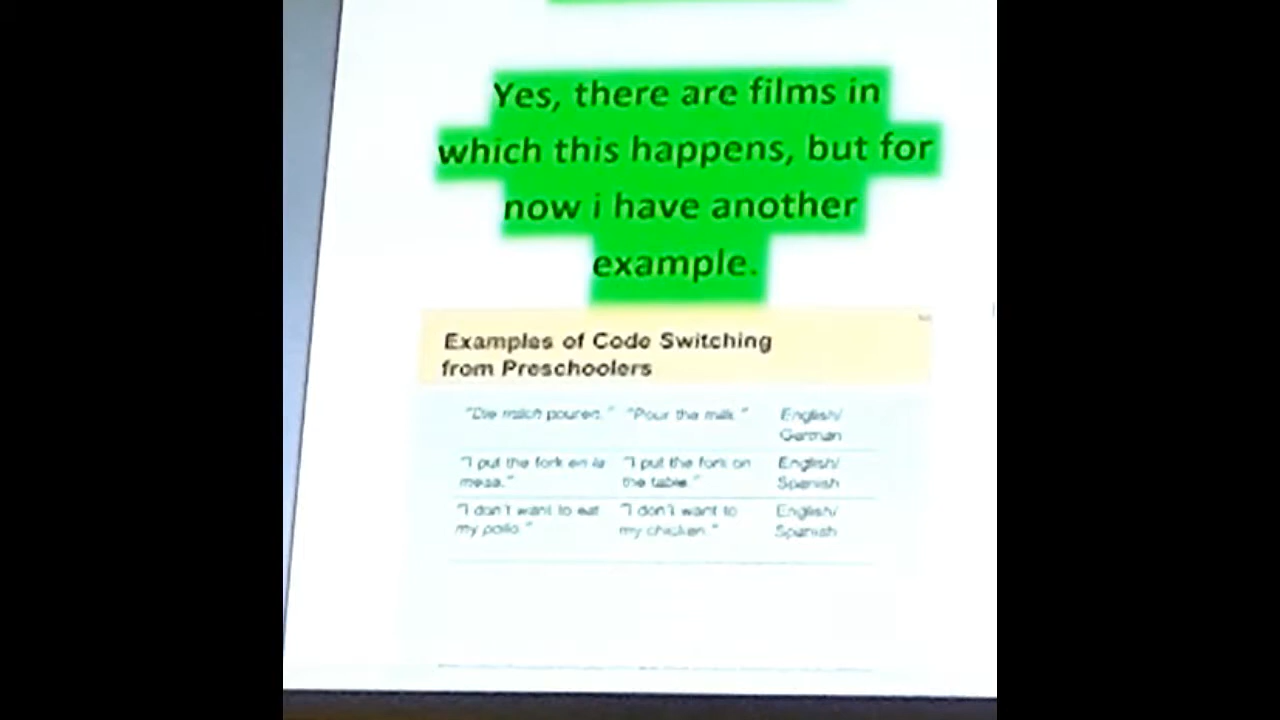 Yes, there are films in
which this happens, but for
now i have another
example.
Examples of Code Switching
from Preschoolers
"Die milch pouren." "Pour the milk." English/
German
"I put the fork en la "I put the fork on English/
mesa." the table." Spanish
"I don't want to eat "I don't want to English/
my pollo." my chicken." Spanish